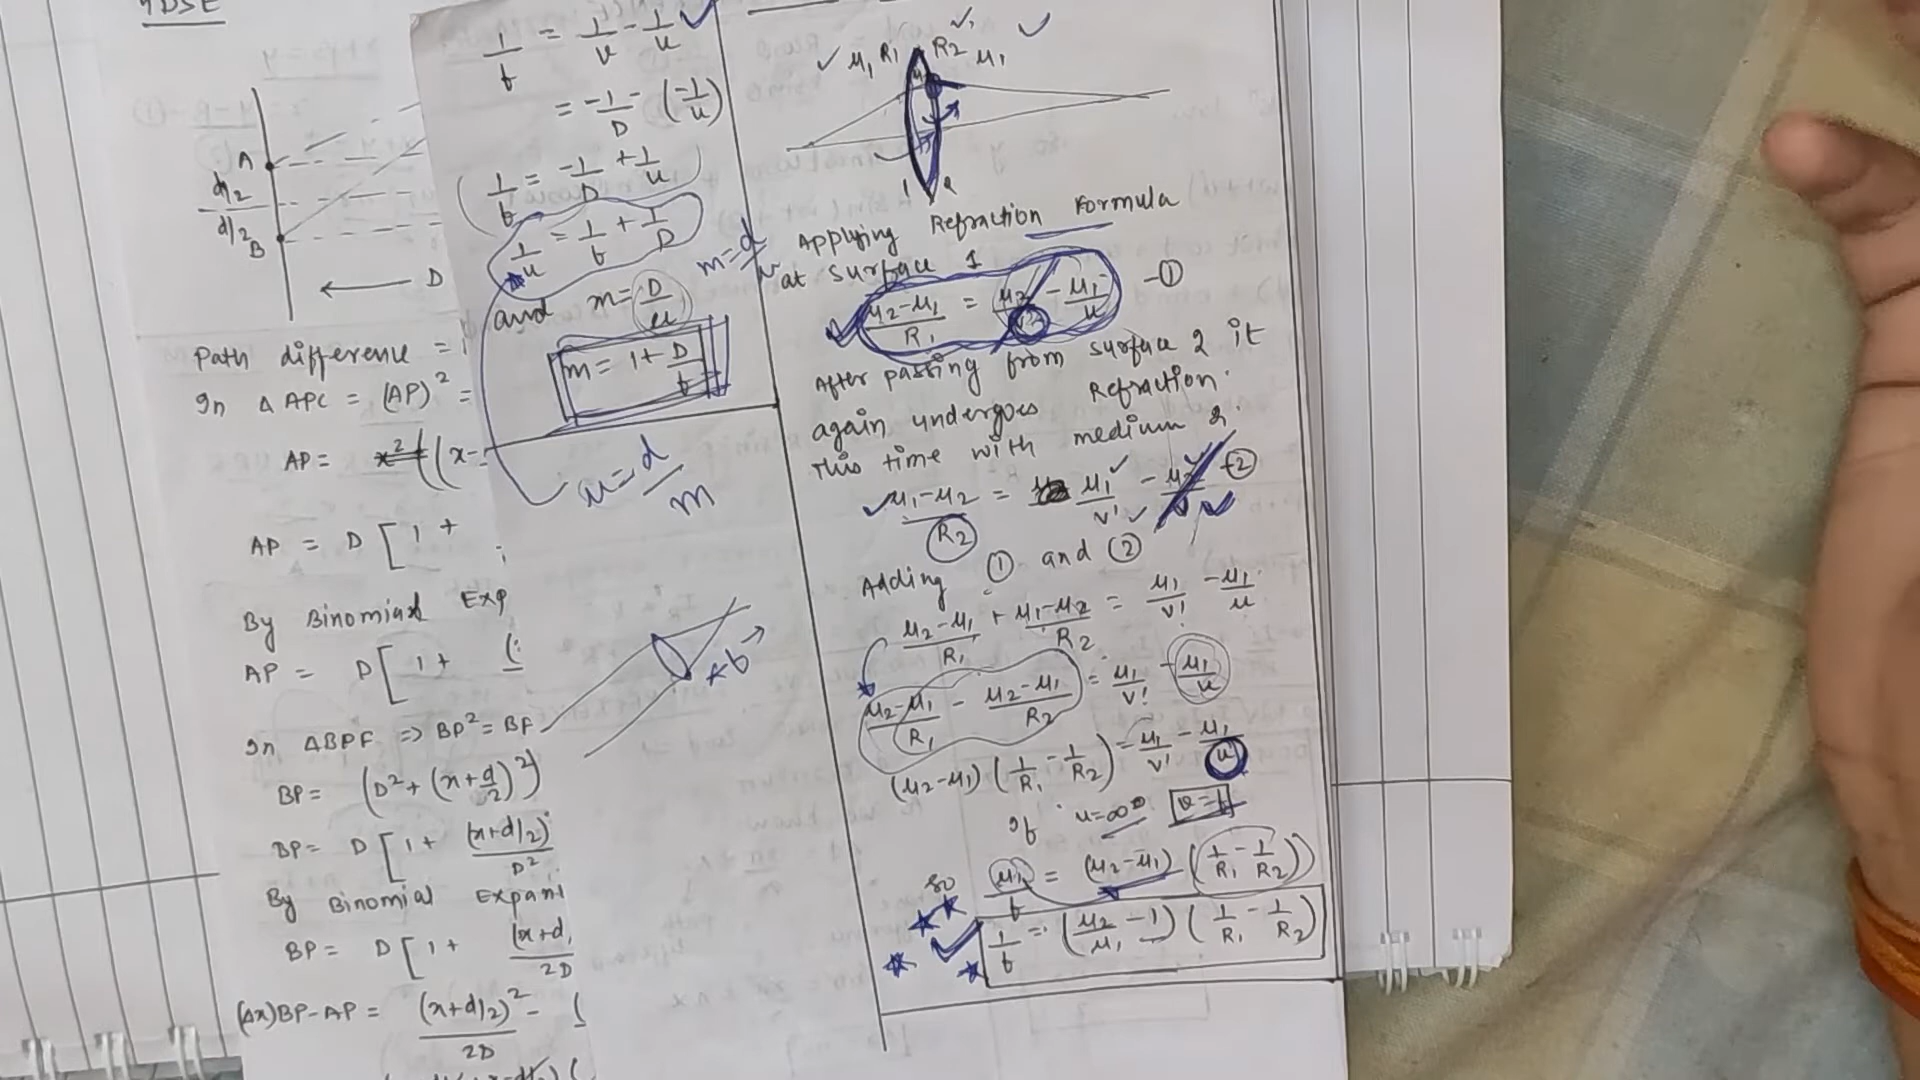 YDSE
A
d/2
d/2
B
D
Path difference =
In Δ APC = (AP)² =
AP = x² + ((x-
AP = D [ 1 +
By Binomial Exp
AP = D [ 1 +
In ΔBPF => BP² = BF
BP = (D² + (x+d/2)²)
BP = D [ 1 + (x+d/2)² / D²
By Binomial Expani
BP = D [ 1 + (x+d, / 2D
(Δx) BP-AP = (x+d/2)² / 2D - (
1/f = 1/v - 1/u
= -1/D - (-1/u)
1/f = -1/D + 1/u
1/u = 1/f + 1/D
and m = D/u
m = 1 + D/f
m = d/u
u = d/m
μ₁ R₁ R₂ μ₁
1 2
Applying Refraction Formula
at surface 1
μ₂-μ₁ / R₁ = μ₂/v - μ₁/u -①
After passing from surface 2 it
again undergoes Refraction.
This time with medium 2.
μ₁-μ₂ / R₂ = μ₁/v' - μ₂/v -②
Adding ① and ②
μ₂-μ₁ / R₁ + μ₁-μ₂ / R₂ = μ₁/v' - μ₁/u
μ₂-μ₁ / R₁ - μ₂-μ₁ / R₂ = μ₁/v' - μ₁/u
(μ₂-μ₁) (1/R₁ - 1/R₂) = μ₁/v' - μ₁/u
If u=∞ v=f
so μ₁/f = (μ₂-μ₁) (1/R₁ - 1/R₂)
1/f = (μ₂/μ₁ - 1) (1/R₁ - 1/R₂)